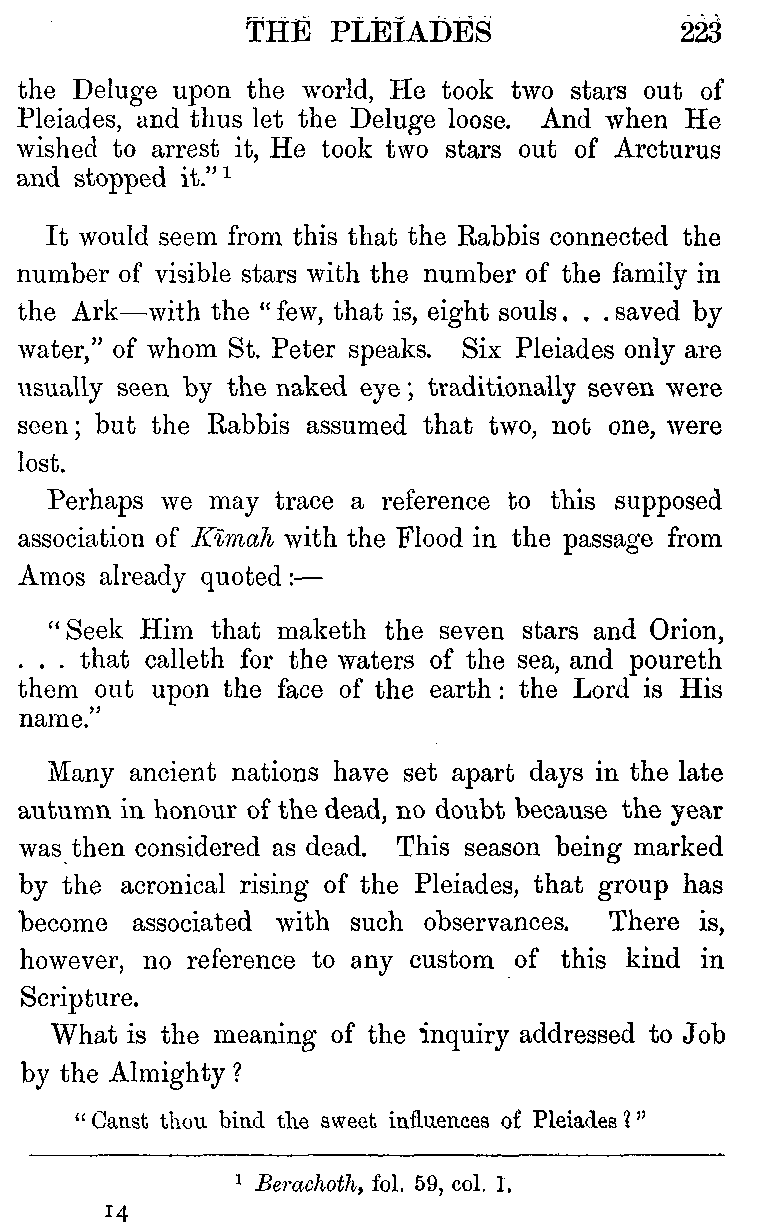 THE PLEIADES 223
the Deluge upon the world, He took two stars out of
Pleiades, and thus let the Deluge loose. And when He
wished to arrest it, He took two stars out of Arcturus
and stopped it.” ¹
It would seem from this that the Rabbis connected the
number of visible stars with the number of the family in
the Ark—with the “few, that is, eight souls. . . saved by
water,” of whom St. Peter speaks. Six Pleiades only are
usually seen by the naked eye; traditionally seven were
seen; but the Rabbis assumed that two, not one, were
lost.
Perhaps we may trace a reference to this supposed
association of Kīmah with the Flood in the passage from
Amos already quoted:—
“Seek Him that maketh the seven stars and Orion,
. . . that calleth for the waters of the sea, and poureth
them out upon the face of the earth: the Lord is His
name.”
Many ancient nations have set apart days in the late
autumn in honour of the dead, no doubt because the year
was then considered as dead. This season being marked
by the acronical rising of the Pleiades, that group has
become associated with such observances. There is,
however, no reference to any custom of this kind in
Scripture.
What is the meaning of the inquiry addressed to Job
by the Almighty?
“Canst thou bind the sweet influences of Pleiades?”
¹ Berachoth, fol. 59, col. 1.
14